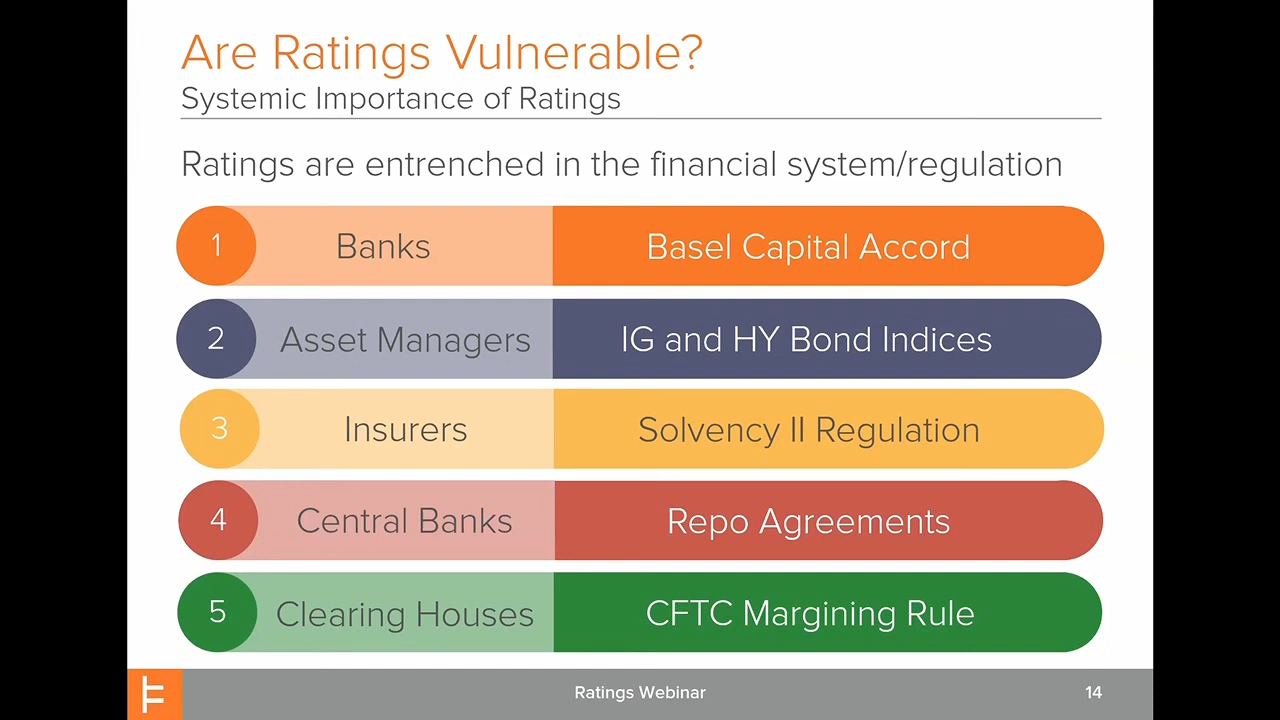 Are Ratings Vulnerable?
Systemic Importance of Ratings
Ratings are entrenched in the financial system/regulation
1 Banks Basel Capital Accord
2 Asset Managers IG and HY Bond Indices
3 Insurers Solvency II Regulation
4 Central Banks Repo Agreements
5 Clearing Houses CFTC Margining Rule
Ratings Webinar 14